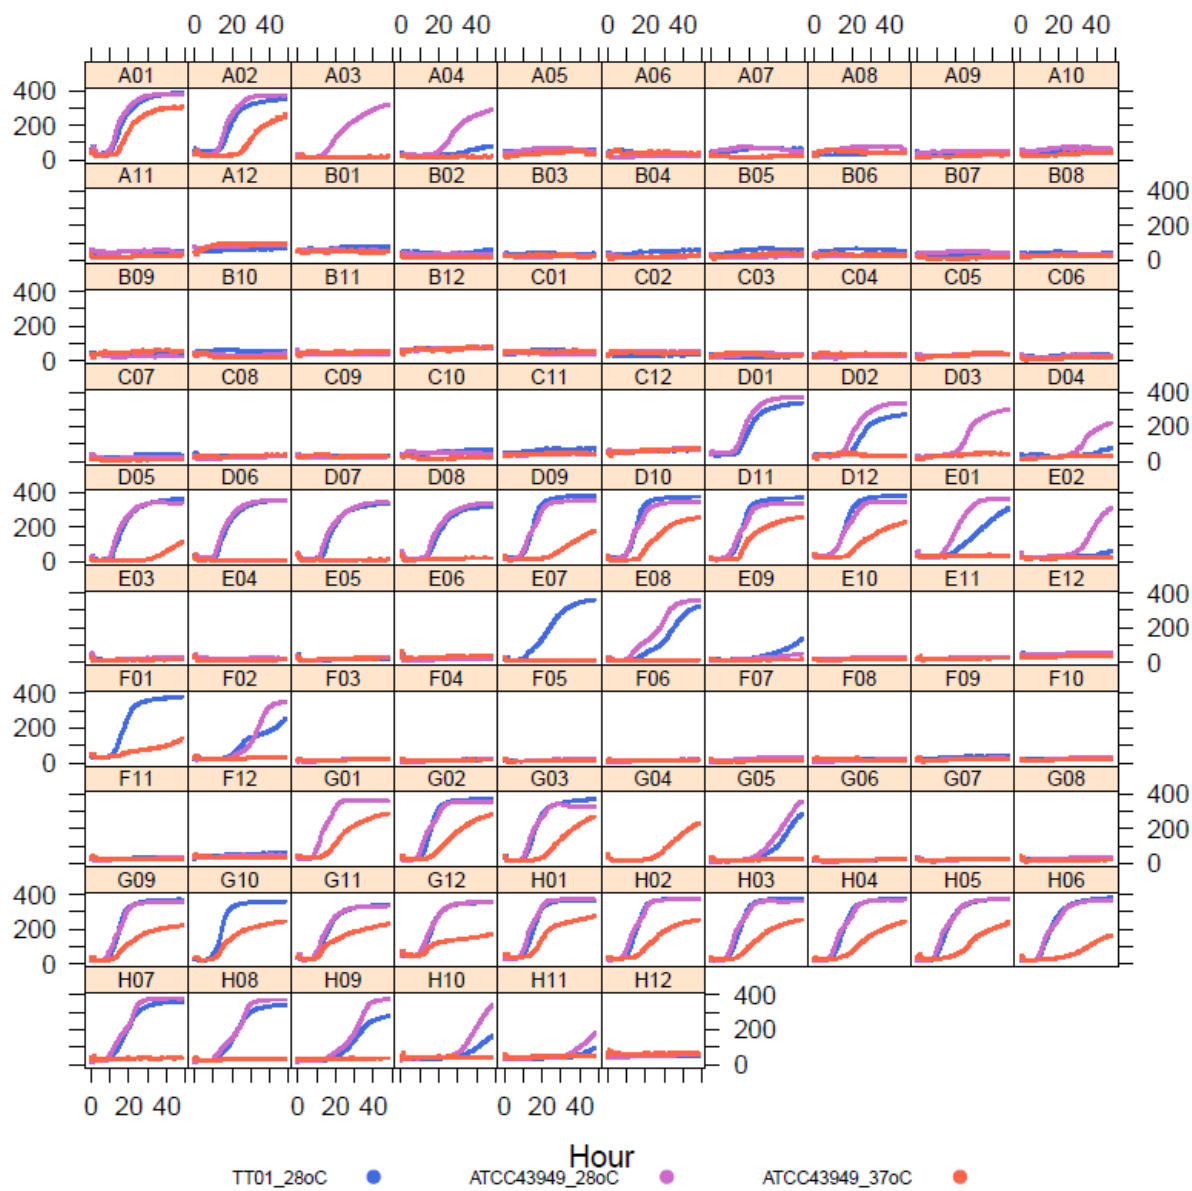 0 20 40 0 20 40 0 20 40 0 20 40 0 20 40
A01 A02 A03 A04 A05 A06 A07 A08 A09 A10
400
200
0
A11 A12 B01 B02 B03 B04 B05 B06 B07 B08
400
200
0
B09 B10 B11 B12 C01 C02 C03 C04 C05 C06
400
200
0
C07 C08 C09 C10 C11 C12 D01 D02 D03 D04
400
200
0
D05 D06 D07 D08 D09 D10 D11 D12 E01 E02
400
200
0
E03 E04 E05 E06 E07 E08 E09 E10 E11 E12
400
200
0
F01 F02 F03 F04 F05 F06 F07 F08 F09 F10
400
200
0
F11 F12 G01 G02 G03 G04 G05 G06 G07 G08
400
200
0
G09 G10 G11 G12 H01 H02 H03 H04 H05 H06
400
200
0
H07 H08 H09 H10 H11 H12
400
200
0
0 20 40 0 20 40 0 20 40
Hour
TT01_28oC ATCC43949_28oC ATCC43949_37oC